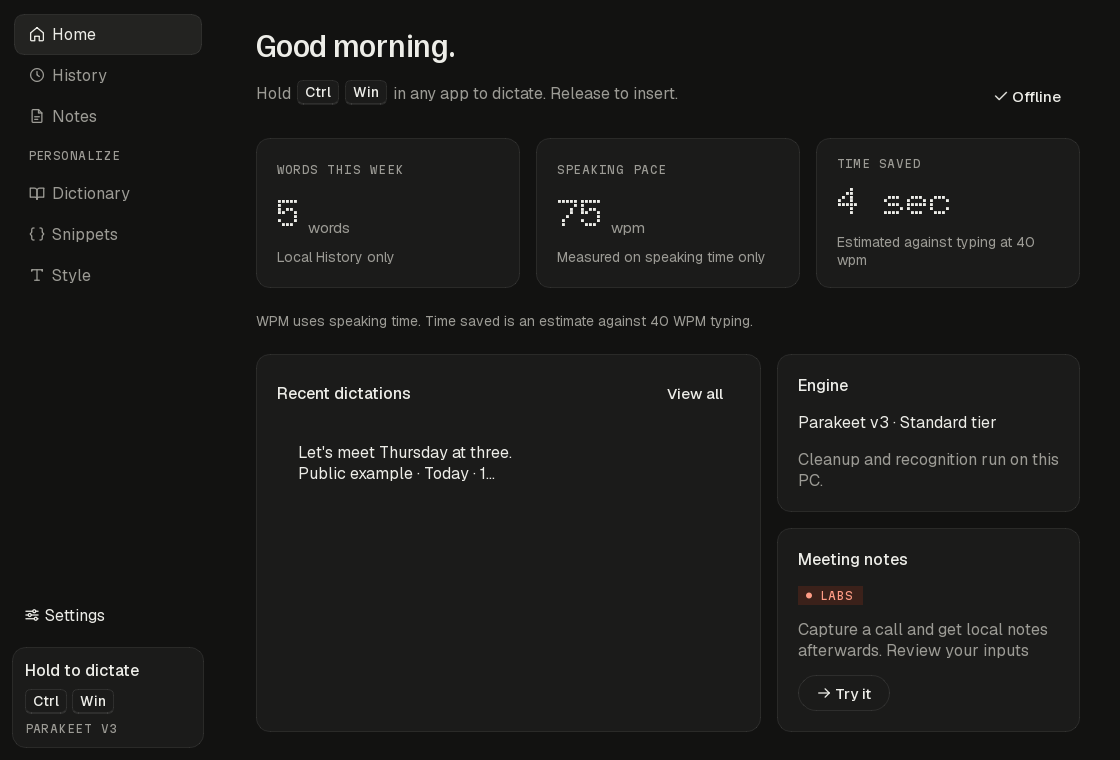 Home
History
Notes
PERSONALIZE
Dictionary
Snippets
Style
Settings
Hold to dictate
Ctrl Win
PARAKEET V3
Good morning.
Hold Ctrl Win in any app to dictate. Release to insert.
Offline
WORDS THIS WEEK
5 words
Local History only
SPEAKING PACE
75 wpm
Measured on speaking time only
TIME SAVED
4 sec
Estimated against typing at 40
wpm
WPM uses speaking time. Time saved is an estimate against 40 WPM typing.
Recent dictations
View all
Let's meet Thursday at three.
Public example · Today · 1…
Engine
Parakeet v3 · Standard tier
Cleanup and recognition run on this
PC.
Meeting notes
LABS
Capture a call and get local notes
afterwards. Review your inputs
Try it